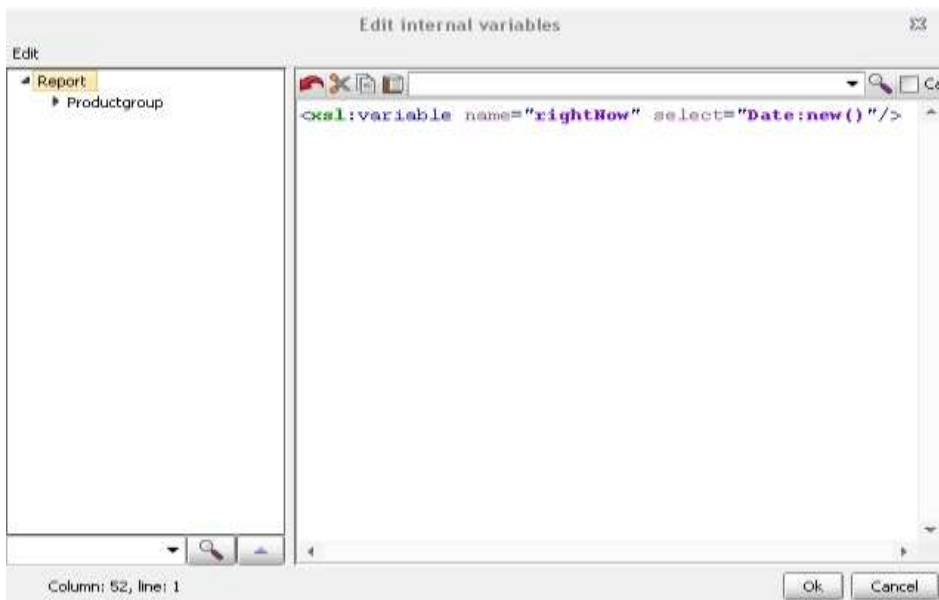 Edit internal variables
Edit
Report
Productgroup
<xsl:variable name="rightNow" select="Date:new()"/>
Column: 52, line: 1
Ok
Cancel